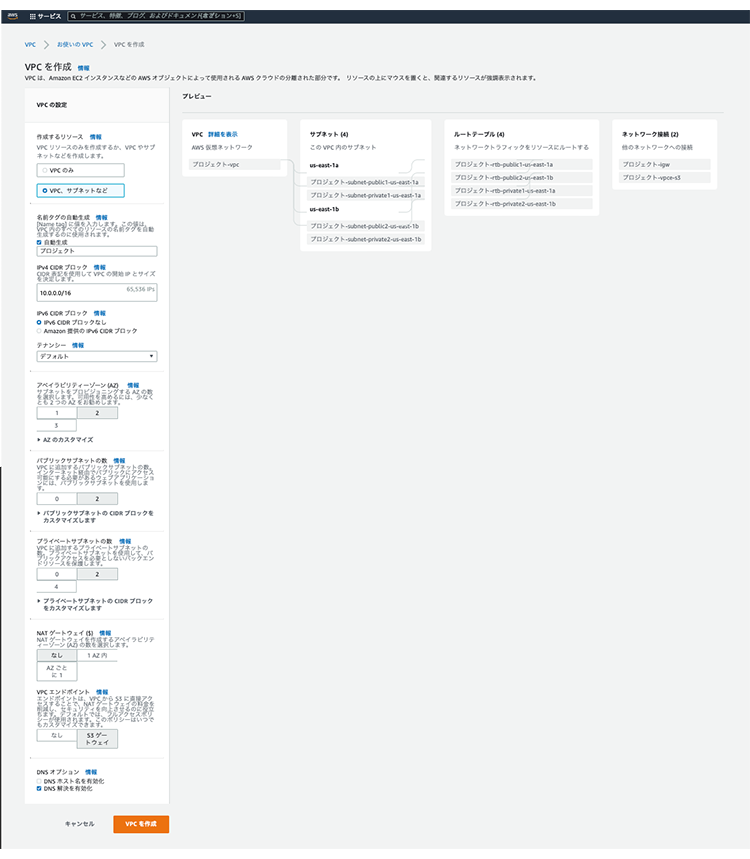 aws
サービス
サービス、特徴、ブログ、およびドキュメント
VPC
お使いの VPC
VPC を作成
VPC を作成 情報
VPC は、Amazon EC2 インスタンスなどの AWS オブジェクトによって使用される AWS クラウドの分離された部分です。 リソースの上にマウスを置くと、関連するリソースが強調表示されます。
VPC の設定
作成するリソース 情報
VPC リソースのみを作成するか、VPC やサブ
ネットなどを作成します。
VPC のみ
VPC、サブネットなど
名前タグの自動生成 情報
[Name tag] に値を入力します。この値は、
VPC 内のすべてのリソースの名前タグを自動
生成するのに使用されます。
自動生成
プロジェクト
IPv4 CIDR ブロック 情報
CIDR 表記を使用して VPC の開始 IP とサイズ
を決定します。
10.0.0.0/16
65,536 IPs
IPv6 CIDR ブロック 情報
IPv6 CIDR ブロックなし
Amazon 提供の IPv6 CIDR ブロック
テナンシー 情報
デフォルト
アベイラビリティーゾーン (AZ) 情報
サブネットをプロビジョニングする AZ の数
を選択します。可用性を高めるには、少なく
とも 2 つの AZ をお勧めします。
1
2
3
AZ のカスタマイズ
パブリックサブネットの数 情報
VPC に追加するパブリックサブネットの数。
インターネット経由でパブリックにアクセス
可能にする必要があるウェブアプリケーショ
ンには、パブリックサブネットを使用しま
す。
0
2
パブリックサブネットの CIDR ブロックを
カスタマイズします
プライベートサブネットの数 情報
VPC に追加するプライベートサブネットの
数。プライベートサブネットを使用して、パ
ブリックアクセスを必要としないバックエン
ドリソースを保護します。
0
2
4
プライベートサブネットの CIDR ブロック
をカスタマイズします
NAT ゲートウェイ ($) 情報
NAT ゲートウェイを作成するアベイラビリテ
ィーゾーン (AZ) の数を選択します。
なし
1 AZ 内
AZ ごと
に 1
VPC エンドポイント 情報
エンドポイントは、VPC から S3 に直接アク
セスすることで、NAT ゲートウェイの料金を
削減し、セキュリティを向上させるのに役立
ちます。デフォルトでは、フルアクセスポリ
シーが使用されます。このポリシーはいつで
もカスタマイズできます。
なし
S3 ゲー
トウェイ
DNS オプション 情報
DNS ホスト名を有効化
DNS 解決を有効化
キャンセル
VPC を作成
プレビュー
VPC 詳細を表示
AWS 仮想ネットワーク
プロジェクト-vpc
サブネット (4)
この VPC 内のサブネット
us-east-1a
プロジェクト-subnet-public1-us-east-1a
プロジェクト-subnet-private1-us-east-1a
us-east-1b
プロジェクト-subnet-public2-us-east-1b
プロジェクト-subnet-private2-us-east-1b
ルートテーブル (4)
ネットワークトラフィックをリソースにルートする
プロジェクト-rtb-public1-us-east-1a
プロジェクト-rtb-public2-us-east-1b
プロジェクト-rtb-private1-us-east-1a
プロジェクト-rtb-private2-us-east-1b
ネットワーク接続 (2)
他のネットワークへの接続
プロジェクト-igw
プロジェクト-vpce-s3